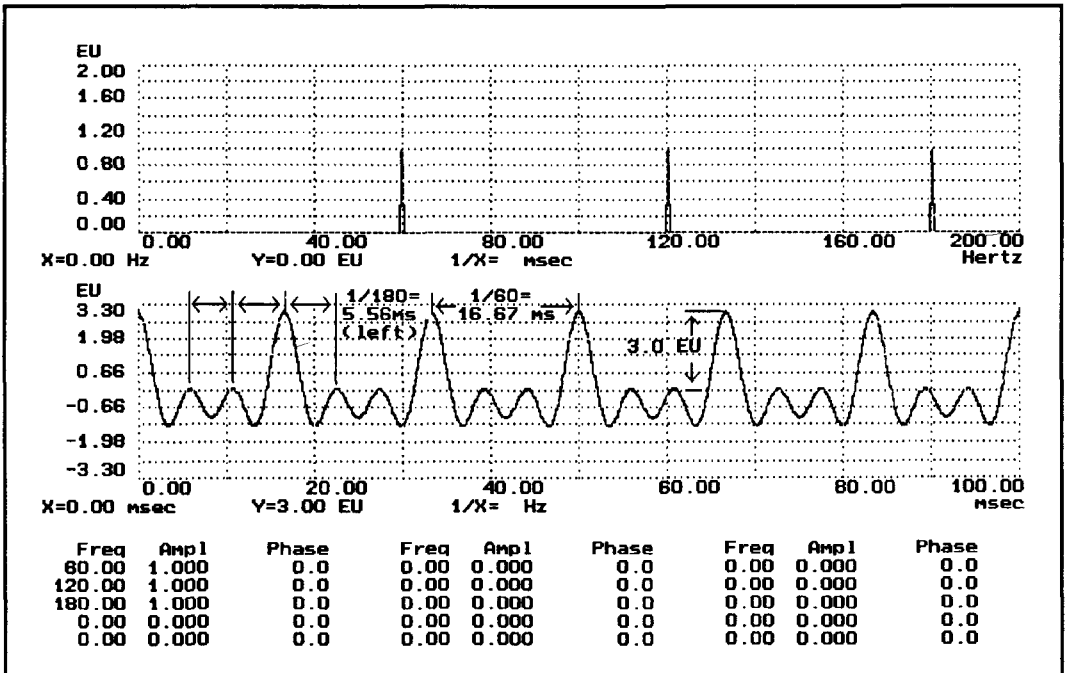 EU
2.00
1.60
1.20
0.80
0.40
0.00
0.00 40.00 80.00 120.00 160.00 200.00
X=0.00 Hz Y=0.00 EU 1/X= msec Hertz
EU
3.30
1.98
0.66
-0.66
-1.98
-3.30
1/180=
5.56ms
(left)
1/60=
16.67 ms
3.0 EU
0.00 20.00 40.00 60.00 80.00 100.00
X=0.00 msec Y=3.00 EU 1/X= Hz msec
Freq Ampl Phase Freq Ampl Phase Freq Ampl Phase
60.00 1.000 0.0 0.00 0.000 0.0 0.00 0.000 0.0
120.00 1.000 0.0 0.00 0.000 0.0 0.00 0.000 0.0
180.00 1.000 0.0 0.00 0.000 0.0 0.00 0.000 0.0
0.00 0.000 0.0 0.00 0.000 0.0 0.00 0.000 0.0
0.00 0.000 0.0 0.00 0.000 0.0 0.00 0.000 0.0